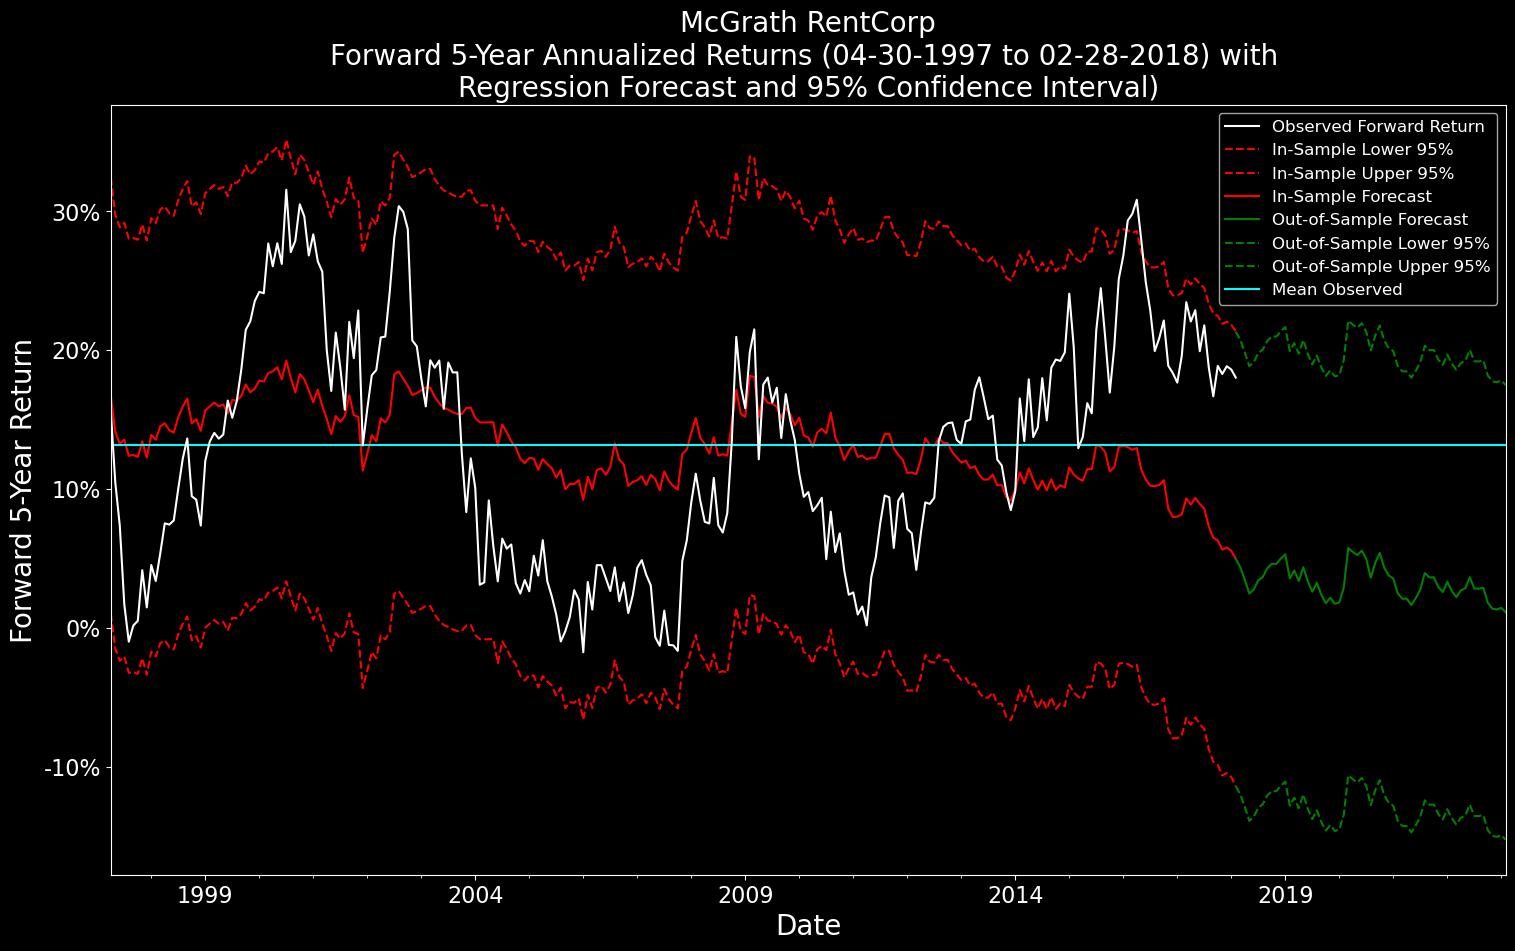 McGrath RentCorp
Forward 5-Year Annualized Returns (04-30-1997 to 02-28-2018) with
Regression Forecast and 95% Confidence Interval)
Observed Forward Return
In-Sample Lower 95%
In-Sample Upper 95%
In-Sample Forecast
Out-of-Sample Forecast
Out-of-Sample Lower 95%
Out-of-Sample Upper 95%
Mean Observed
Forward 5-Year Return
30%
20%
10%
0%
-10%
1999
2004
2009
2014
2019
Date